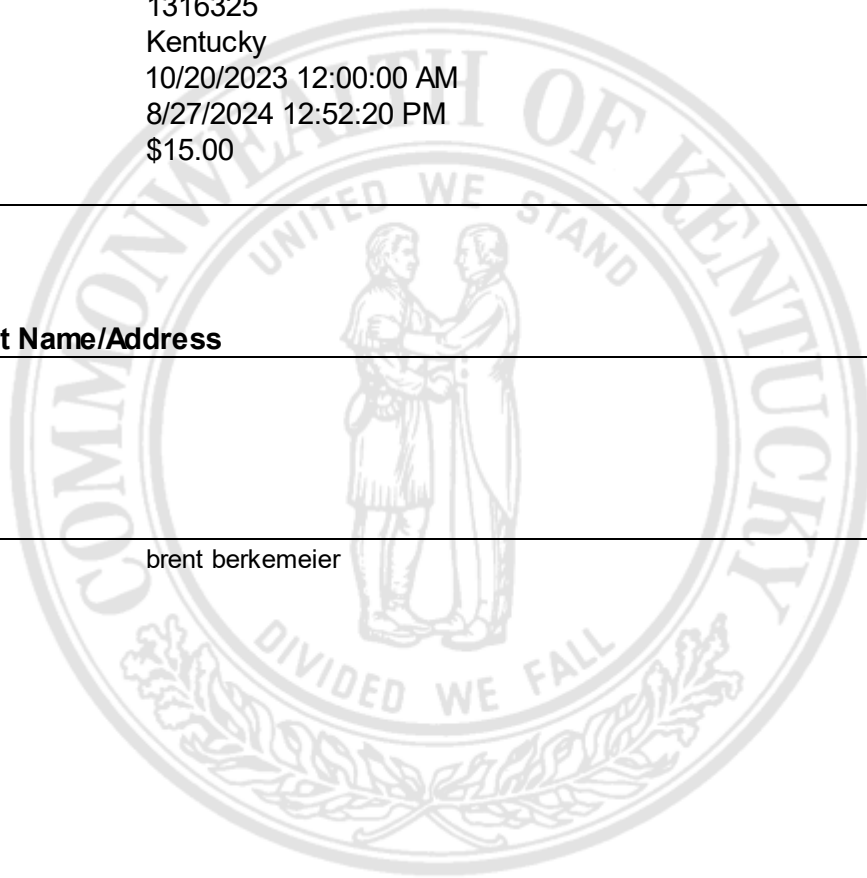 1316325
Kentucky
10/20/2023 12:00:00 AM
8/27/2024 12:52:20 PM
$15.00
t Name/Address
brent berkemeier
COMMONWEALTH OF KENTUCKY
UNITED WE STAND
DIVIDED WE FALL